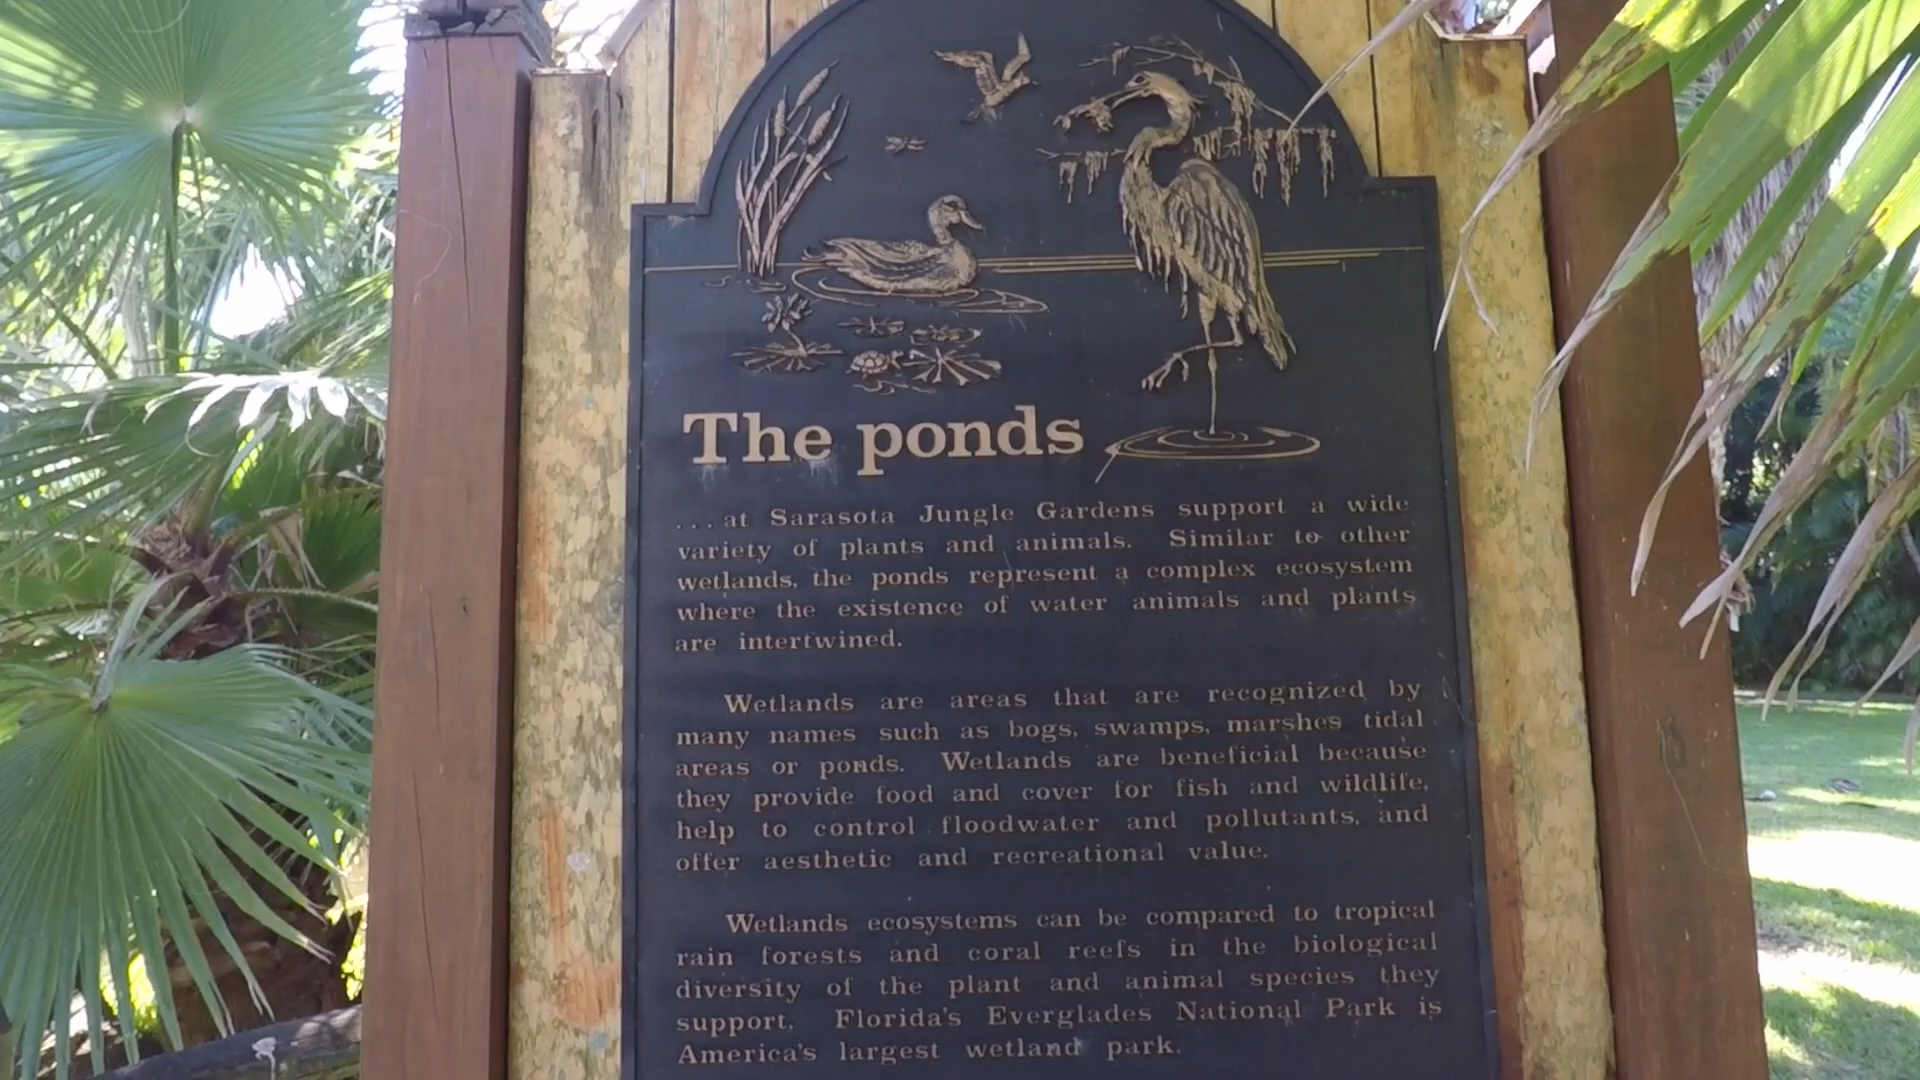 The ponds
...at Sarasota Jungle Gardens support a wide
variety of plants and animals. Similar to other
wetlands, the ponds represent a complex ecosystem
where the existence of water animals and plants
are intertwined.
Wetlands are areas that are recognized by
many names such as bogs, swamps, marshes tidal
areas or ponds. Wetlands are beneficial because
they provide food and cover for fish and wildlife,
help to control floodwater and pollutants, and
offer aesthetic and recreational value.
Wetlands ecosystems can be compared to tropical
rain forests and coral reefs in the biological
diversity of the plant and animal species they
support. Florida's Everglades National Park is
America's largest wetland park.